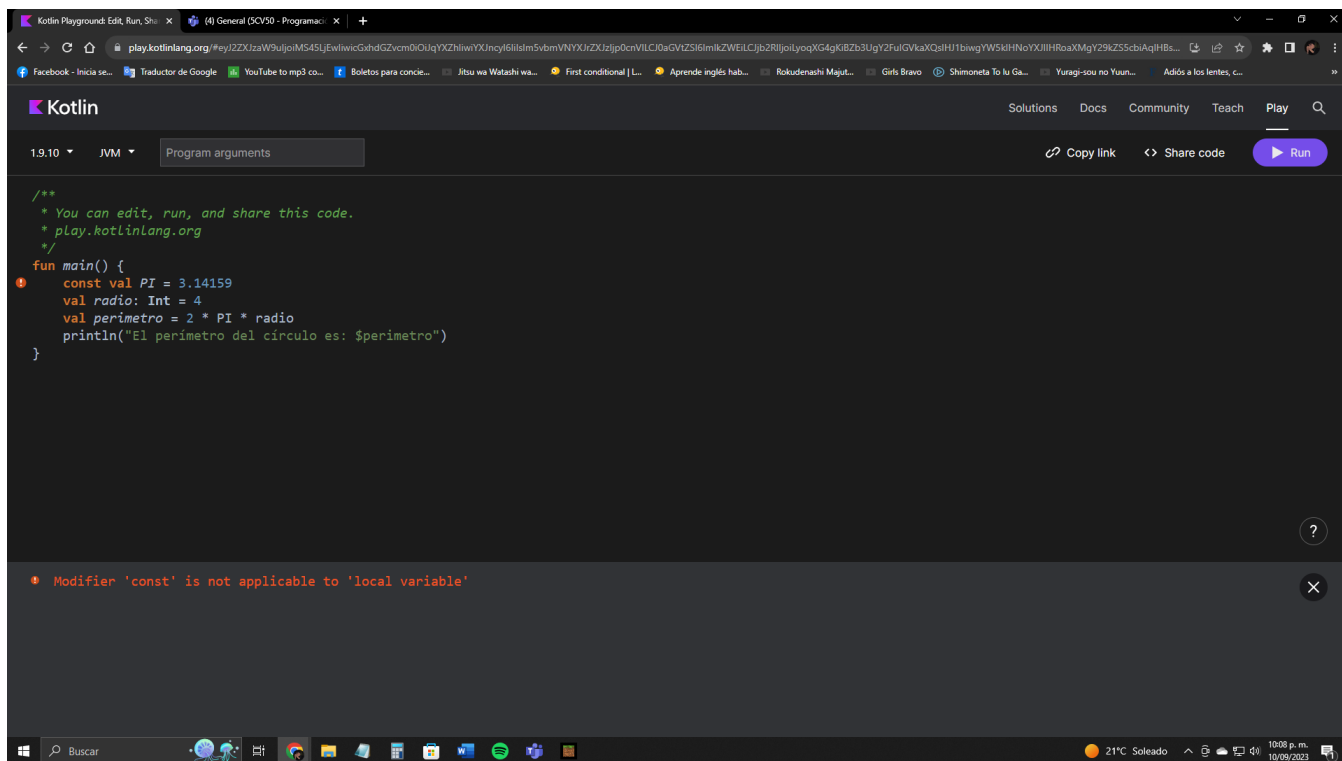 Kotlin Playground: Edit, Run, Sha
(4) General (5CV50 - Programaci
Facebook - Inicia se...
Traductor de Google
YouTube to mp3 co...
Boletos para concie...
Jitsu wa Watashi wa...
First conditional | L...
Aprende inglés hab...
Rokudenashi Majut...
Girls Bravo
Shimoneta To Iu Ga...
Yuragi-sou no Yuun...
Adiós a los lentes, c...
»
Kotlin
Solutions Docs Community Teach Play
1.9.10 JVM Program arguments
Copy link <> Share code Run
/**
* You can edit, run, and share this code.
* play.kotlinlang.org
*/
fun main() {
const val PI = 3.14159
val radio: Int = 4
val perimetro = 2 * PI * radio
println("El perímetro del círculo es: $perimetro")
}
?
Modifier 'const' is not applicable to 'local variable'
Buscar
21°C Soleado
10:08 p. m.
10/09/2023